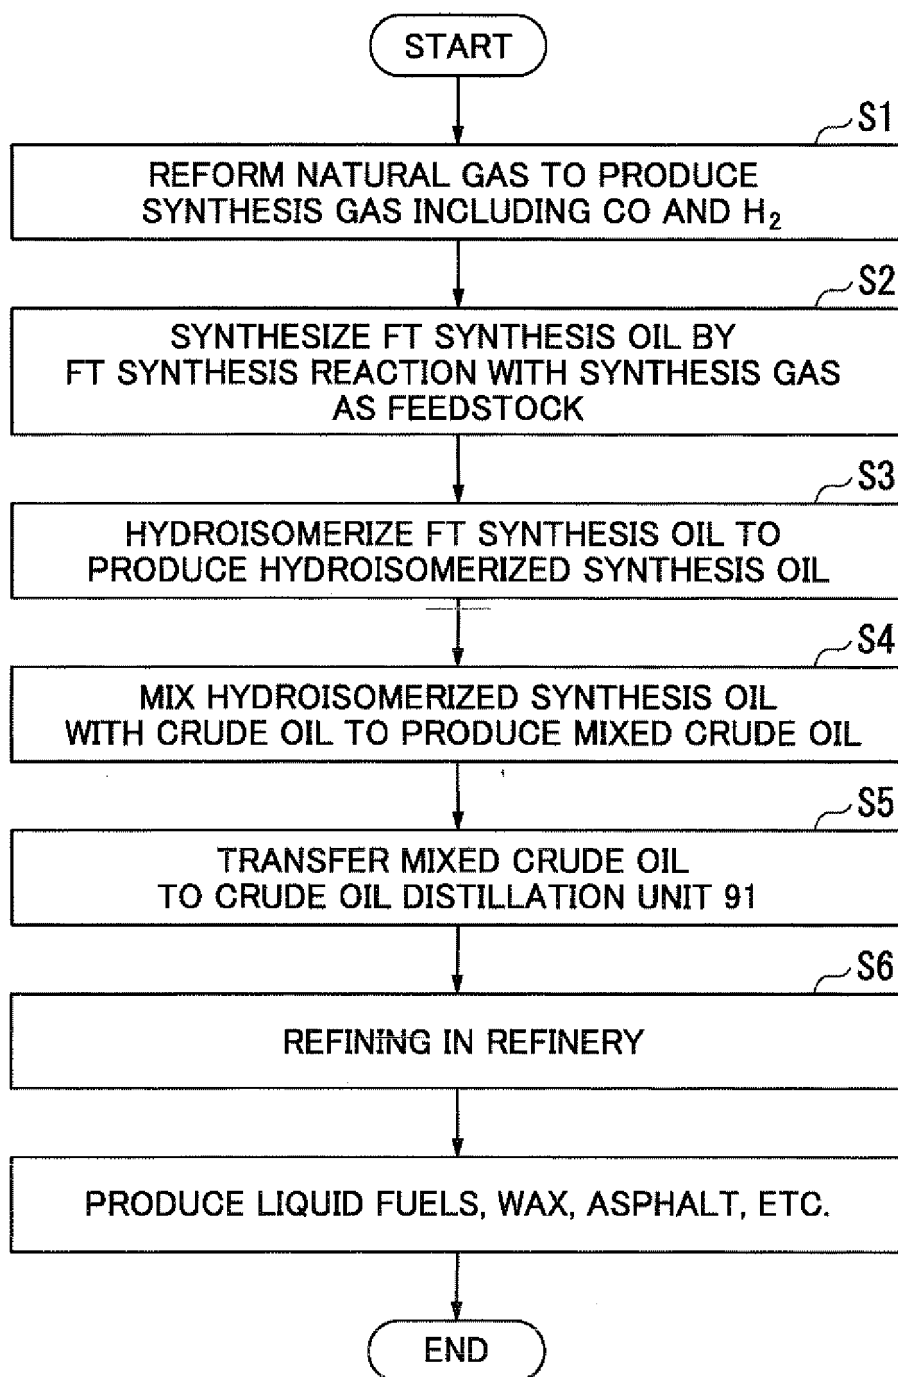 START
S1
REFORM NATURAL GAS TO PRODUCE
SYNTHESIS GAS INCLUDING CO AND H₂
S2
SYNTHESIZE FT SYNTHESIS OIL BY
FT SYNTHESIS REACTION WITH SYNTHESIS GAS
AS FEEDSTOCK
S3
HYDROISOMERIZE FT SYNTHESIS OIL TO
PRODUCE HYDROISOMERIZED SYNTHESIS OIL
S4
MIX HYDROISOMERIZED SYNTHESIS OIL
WITH CRUDE OIL TO PRODUCE MIXED CRUDE OIL
S5
TRANSFER MIXED CRUDE OIL
TO CRUDE OIL DISTILLATION UNIT 91
S6
REFINING IN REFINERY
PRODUCE LIQUID FUELS, WAX, ASPHALT, ETC.
END